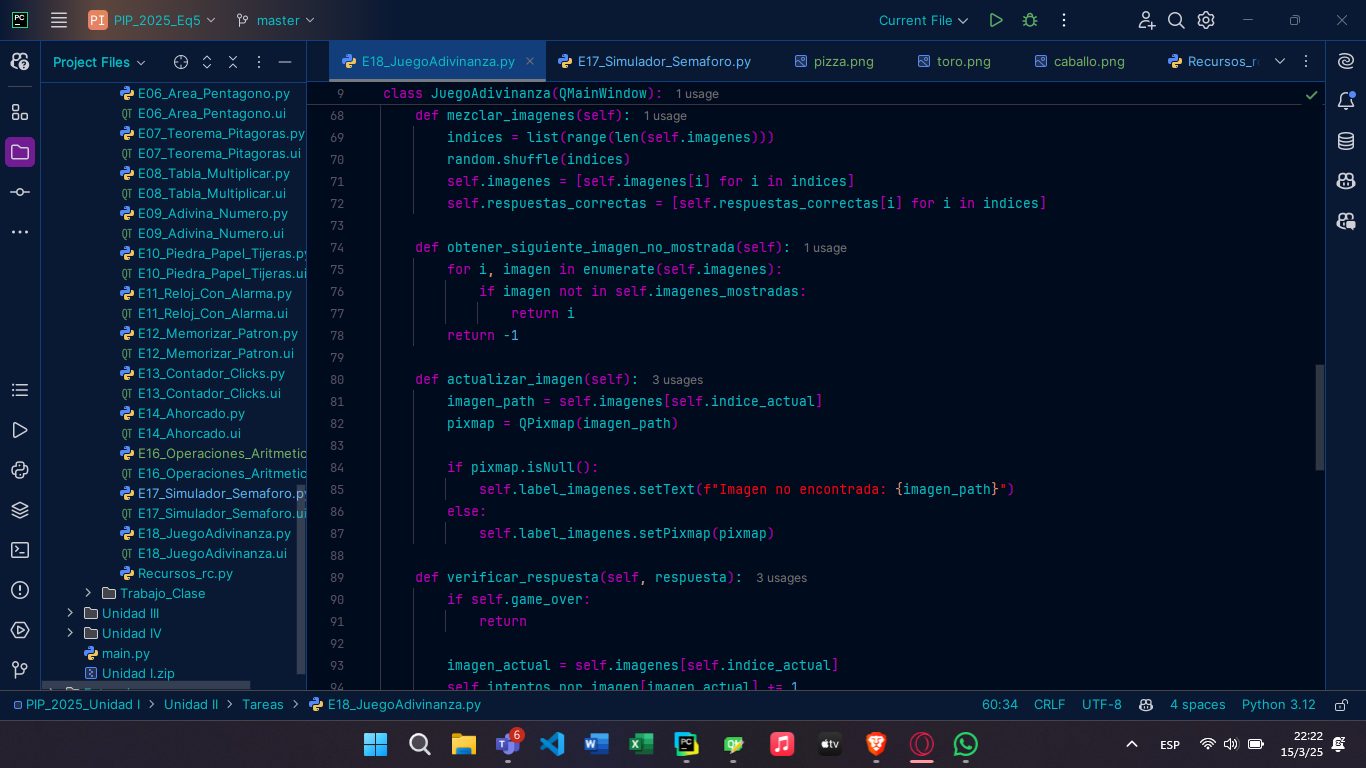 PC
PI PIP_2025_Eq5 master Current File
Project Files
E18_JuegoAdivinanza.py E17_Simulador_Semaforo.py pizza.png toro.png caballo.png Recursos_r
E06_Area_Pentagono.py
E06_Area_Pentagono.ui
E07_Teorema_Pitagoras.py
E07_Teorema_Pitagoras.ui
E08_Tabla_Multiplicar.py
E08_Tabla_Multiplicar.ui
E09_Adivina_Numero.py
E09_Adivina_Numero.ui
E10_Piedra_Papel_Tijeras.py
E10_Piedra_Papel_Tijeras.ui
E11_Reloj_Con_Alarma.py
E11_Reloj_Con_Alarma.ui
E12_Memorizar_Patron.py
E12_Memorizar_Patron.ui
E13_Contador_Clicks.py
E13_Contador_Clicks.ui
E14_Ahorcado.py
E14_Ahorcado.ui
E16_Operaciones_Aritmetic
E16_Operaciones_Aritmetic
E17_Simulador_Semaforo.py
E17_Simulador_Semaforo.ui
E18_JuegoAdivinanza.py
E18_JuegoAdivinanza.ui
Recursos_rc.py
Trabajo_Clase
Unidad III
Unidad IV
main.py
Unidad I.zip
9 class JuegoAdivinanza(QMainWindow): 1 usage
68 def mezclar_imagenes(self): 1 usage
69 indices = list(range(len(self.imagenes)))
70 random.shuffle(indices)
71 self.imagenes = [self.imagenes[i] for i in indices]
72 self.respuestas_correctas = [self.respuestas_correctas[i] for i in indices]
73
74 def obtener_siguiente_imagen_no_mostrada(self): 1 usage
75 for i, imagen in enumerate(self.imagenes):
76 if imagen not in self.imagenes_mostradas:
77 return i
78 return -1
79
80 def actualizar_imagen(self): 3 usages
81 imagen_path = self.imagenes[self.indice_actual]
82 pixmap = QPixmap(imagen_path)
83
84 if pixmap.isNull():
85 self.label_imagenes.setText(f"Imagen no encontrada: {imagen_path}")
86 else:
87 self.label_imagenes.setPixmap(pixmap)
88
89 def verificar_respuesta(self, respuesta): 3 usages
90 if self.game_over:
91 return
92
93 imagen_actual = self.imagenes[self.indice_actual]
94 self.intentos_por_imagen[imagen_actual] += 1
PIP_2025_Unidad I > Unidad II > Tareas > E18_JuegoAdivinanza.py 60:34 CRLF UTF-8 4 spaces Python 3.12
6 tv ESP 22:22
15/3/25